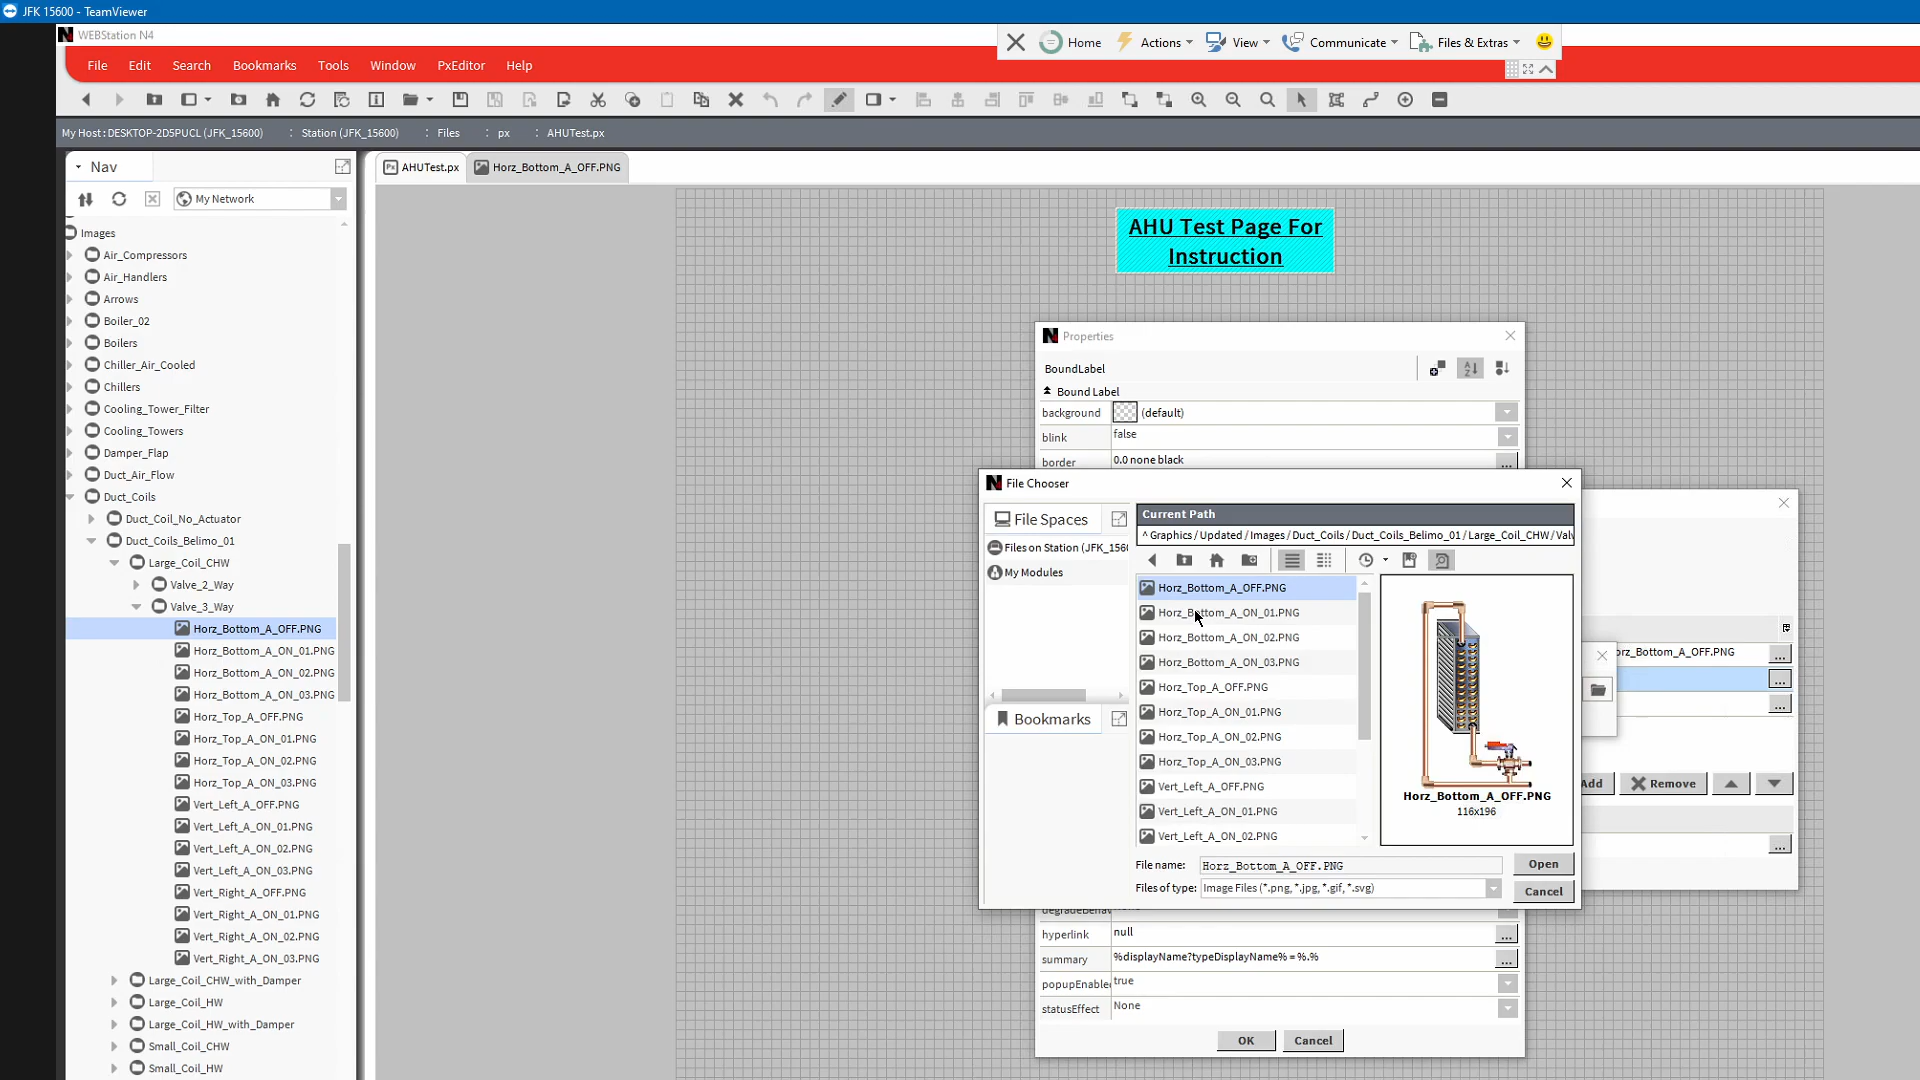 JFK 15600 - TeamViewer
WEBStation N4
Home
Actions
View
Communicate
Files & Extras
File
Edit
Search
Bookmarks
Tools
Window
PxEditor
Help
My Host : DESKTOP-2D5PUCL (JFK_15600) : Station (JFK_15600) : Files : px : AHUTest.px
Nav
My Network
Images
Air_Compressors
Air_Handlers
Arrows
Boiler_02
Boilers
Chiller_Air_Cooled
Chillers
Cooling_Tower_Filter
Cooling_Towers
Damper_Flap
Duct_Air_Flow
Duct_Coils
Duct_Coil_No_Actuator
Duct_Coils_Belimo_01
Large_Coil_CHW
Valve_2_Way
Valve_3_Way
Horz_Bottom_A_OFF.PNG
Horz_Bottom_A_ON_01.PNG
Horz_Bottom_A_ON_02.PNG
Horz_Bottom_A_ON_03.PNG
Horz_Top_A_OFF.PNG
Horz_Top_A_ON_01.PNG
Horz_Top_A_ON_02.PNG
Horz_Top_A_ON_03.PNG
Vert_Left_A_OFF.PNG
Vert_Left_A_ON_01.PNG
Vert_Left_A_ON_02.PNG
Vert_Left_A_ON_03.PNG
Vert_Right_A_OFF.PNG
Vert_Right_A_ON_01.PNG
Vert_Right_A_ON_02.PNG
Vert_Right_A_ON_03.PNG
Large_Coil_CHW_with_Damper
Large_Coil_HW
Large_Coil_HW_with_Damper
Small_Coil_CHW
Small_Coil_HW
AHUTest.px
Horz_Bottom_A_OFF.PNG
AHU Test Page For
Instruction
Properties
BoundLabel
Bound Label
background (default)
blink false
border 0.0 none black
File Chooser
File Spaces
Files on Station (JFK_1560
My Modules
Bookmarks
Current Path
^ Graphics / Updated / Images / Duct_Coils / Duct_Coils_Belimo_01 / Large_Coil_CHW / Valv
Horz_Bottom_A_OFF.PNG
Horz_Bottom_A_ON_01.PNG
Horz_Bottom_A_ON_02.PNG
Horz_Bottom_A_ON_03.PNG
Horz_Top_A_OFF.PNG
Horz_Top_A_ON_01.PNG
Horz_Top_A_ON_02.PNG
Horz_Top_A_ON_03.PNG
Vert_Left_A_OFF.PNG
Vert_Left_A_ON_01.PNG
Vert_Left_A_ON_02.PNG
Horz_Bottom_A_OFF.PNG
116x196
File name: Horz_Bottom_A_OFF.PNG
Open
Files of type: Image Files (*.png, *.jpg, *.gif, *.svg)
Cancel
orz_Bottom_A_OFF.PNG
Add
Remove
degradeBehav
hyperlink null
summary %displayName?typeDisplayName% = %.%
popupEnable true
statusEffect None
OK
Cancel